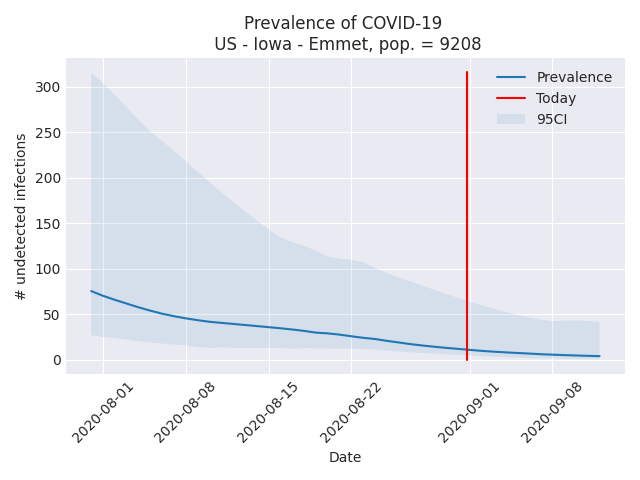 Prevalence of COVID-19
US - Iowa - Emmet, pop. = 9208
Prevalence
Today
95CI
# undetected infections
300
250
200
150
100
50
0
2020-08-01
2020-08-08
2020-08-15
2020-08-22
2020-09-01
2020-09-08
Date